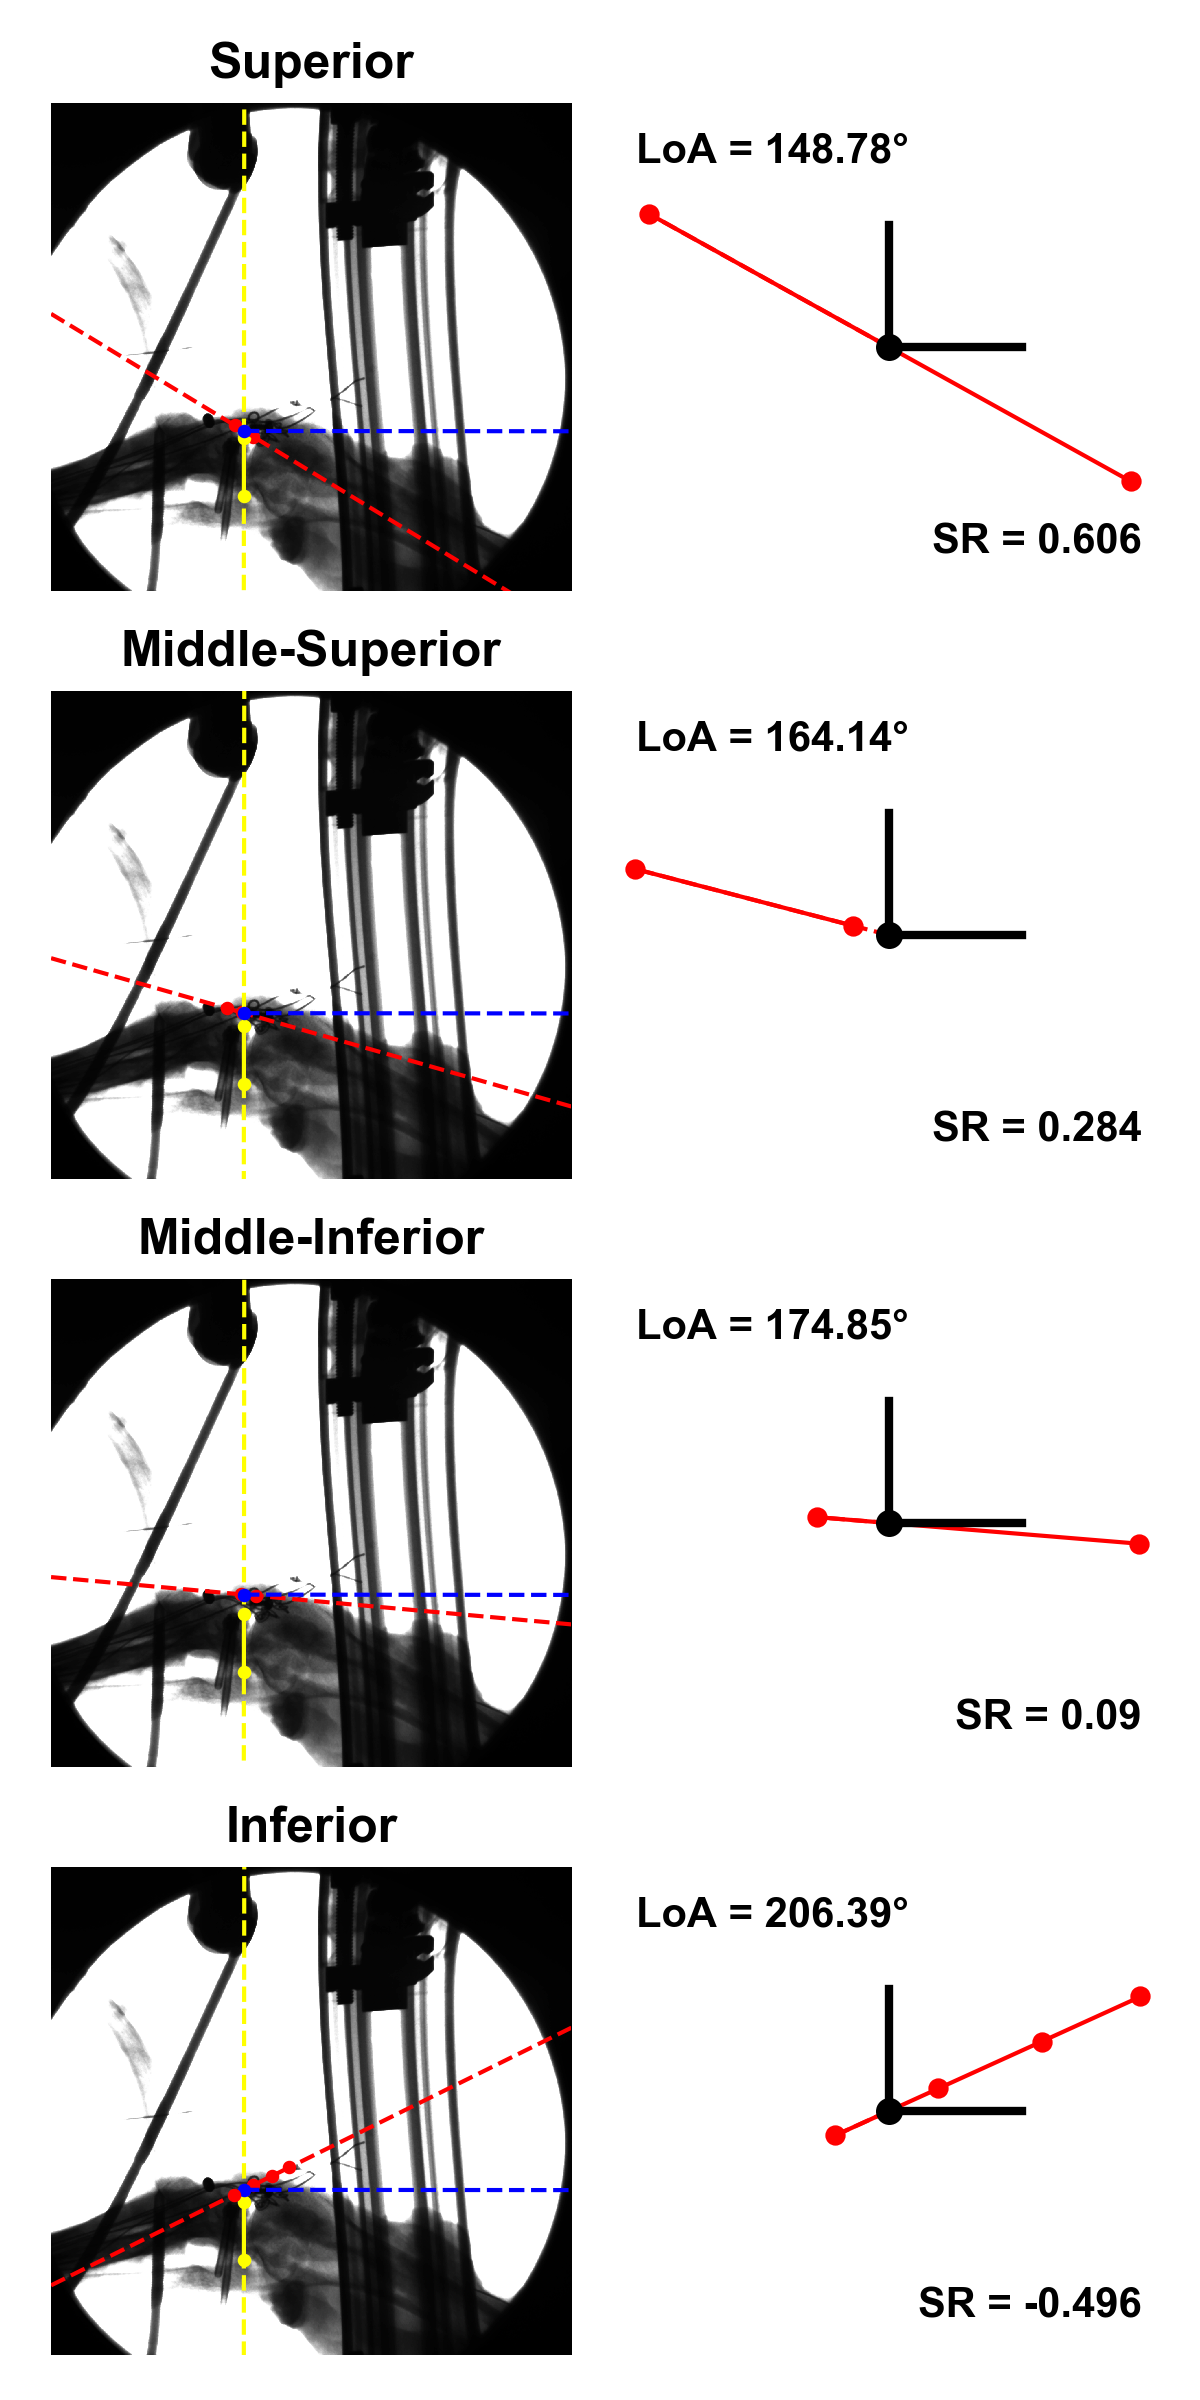 Superior
LoA = 148.78°
SR = 0.606
Middle-Superior
LoA = 164.14°
SR = 0.284
Middle-Inferior
LoA = 174.85°
SR = 0.09
Inferior
LoA = 206.39°
SR = -0.496